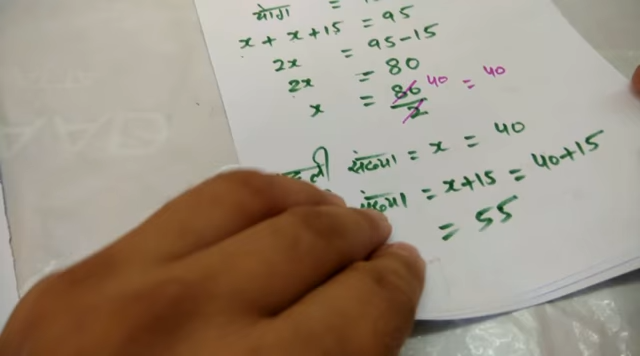 योग =
x + x + 15 = 95
2x = 95-15
2x = 80
x = 80/2 40 = 40
संख्या = x = 40
संख्या = x+15 = 40+15
= 55